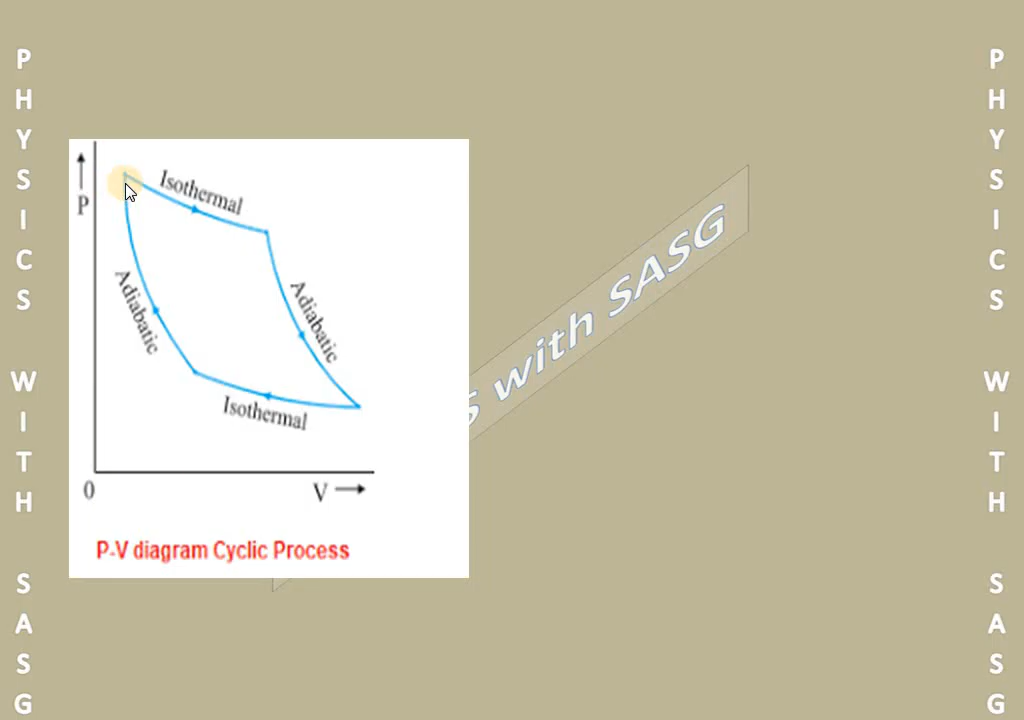 PHYSICS WITH SASG
PHYSICS WITH SASG
P
Isothermal
Adiabatic
Adiabatic
Isothermal
0
V
P-V diagram Cyclic Process
with SASG